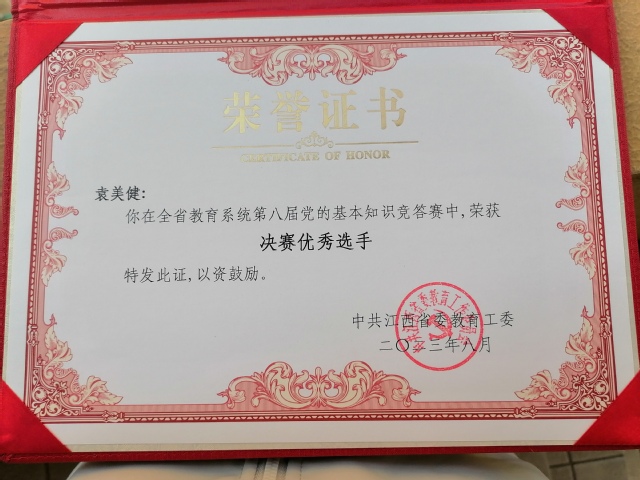 荣誉证书
CERTIFICATE OF HONOR
袁美健:
你在全省教育系统第八届党的基本知识竞答赛中,荣获
决赛优秀选手
特发此证,以资鼓励。
中共江西省委教育工委
二〇二三年八月